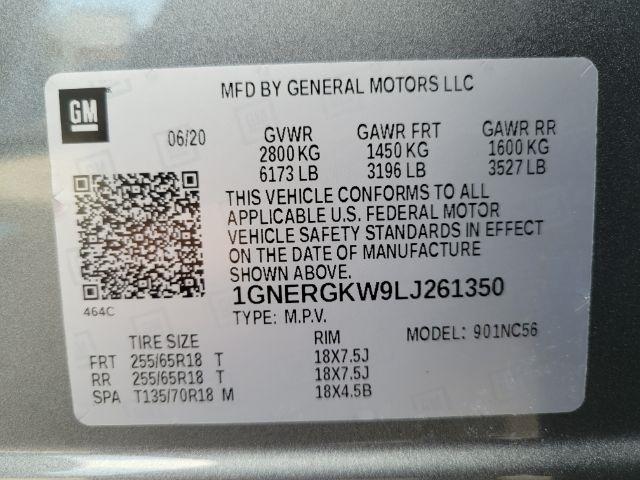 MFD BY GENERAL MOTORS LLC
GM
06/20 GVWR GAWR FRT GAWR RR
2800 KG 1450 KG 1600 KG
6173 LB 3196 LB 3527 LB
THIS VEHICLE CONFORMS TO ALL
APPLICABLE U.S. FEDERAL MOTOR
VEHICLE SAFETY STANDARDS IN EFFECT
ON THE DATE OF MANUFACTURE
SHOWN ABOVE.
1GNERGKW9LJ261350
464C
TYPE: M.P.V.
MODEL: 901NC56
TIRE SIZE RIM
FRT 255/65R18 T 18X7.5J
RR 255/65R18 T 18X7.5J
SPA T135/70R18 M 18X4.5B